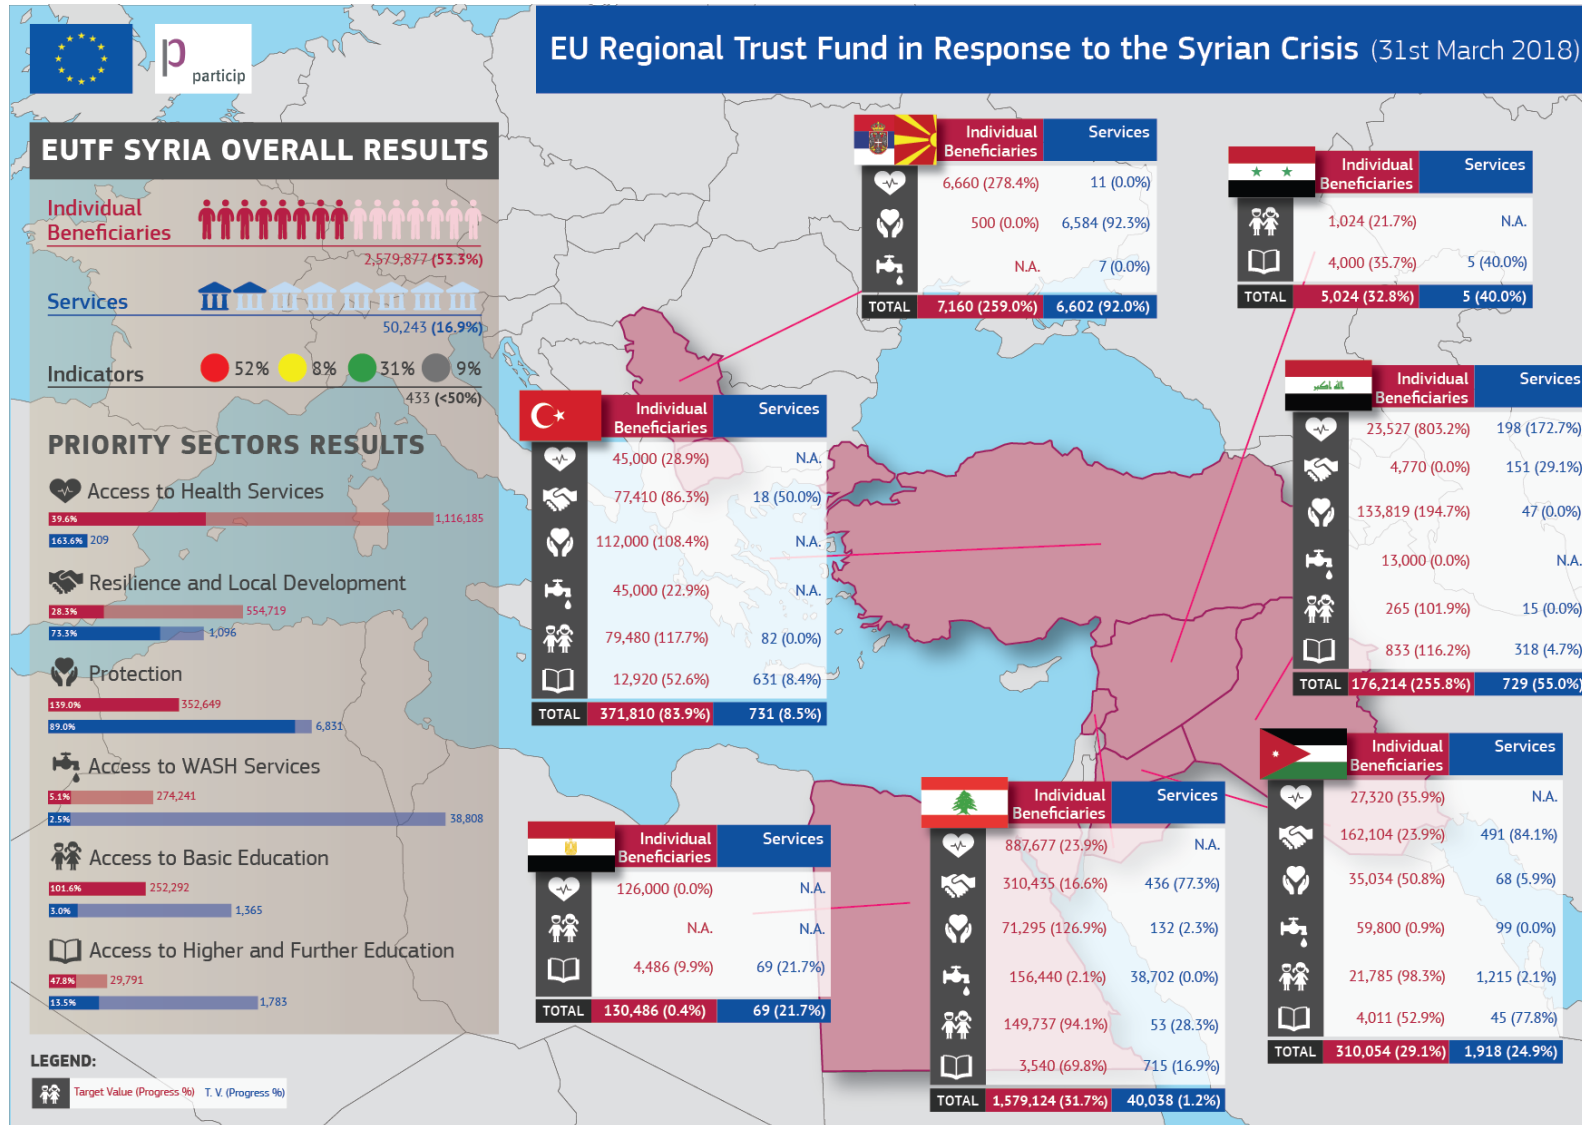 particip
EU Regional Trust Fund in Response to the Syrian Crisis (31st March 2018)
EUTF SYRIA OVERALL RESULTS
Individual
Beneficiaries
2,579,877 (53.3%)
Services
50,243 (16.9%)
Indicators 52% 8% 31% 9%
433 (<50%)
PRIORITY SECTORS RESULTS
Access to Health Services
39.6% 1,116,185
163.6% 209
Resilience and Local Development
28.3% 554,719
73.3% 1,096
Protection
139.0% 352,649
89.0% 6,831
Access to WASH Services
5.1% 274,241
2.5% 38,808
Access to Basic Education
101.6% 252,292
3.0% 1,365
Access to Higher and Further Education
47.8% 29,791
13.5% 1,783
LEGEND:
Target Value (Progress %) T. V. (Progress %)
Individual Services
Beneficiaries
6,660 (278.4%) 11 (0.0%)
500 (0.0%) 6,584 (92.3%)
N.A. 7 (0.0%)
TOTAL 7,160 (259.0%) 6,602 (92.0%)
Individual Services
Beneficiaries
1,024 (21.7%) N.A.
4,000 (35.7%) 5 (40.0%)
TOTAL 5,024 (32.8%) 5 (40.0%)
Individual Services
Beneficiaries
45,000 (28.9%) N.A.
77,410 (86.3%) 18 (50.0%)
112,000 (108.4%) N.A.
45,000 (22.9%) N.A.
79,480 (117.7%) 82 (0.0%)
12,920 (52.6%) 631 (8.4%)
TOTAL 371,810 (83.9%) 731 (8.5%)
الله اكبر
Individual Services
Beneficiaries
23,527 (803.2%) 198 (172.7%)
4,770 (0.0%) 151 (29.1%)
133,819 (194.7%) 47 (0.0%)
13,000 (0.0%) N.A.
265 (101.9%) 15 (0.0%)
833 (116.2%) 318 (4.7%)
TOTAL 176,214 (255.8%) 729 (55.0%)
Individual Services
Beneficiaries
126,000 (0.0%) N.A.
N.A. N.A.
4,486 (9.9%) 69 (21.7%)
TOTAL 130,486 (0.4%) 69 (21.7%)
Individual Services
Beneficiaries
887,677 (23.9%) N.A.
310,435 (16.6%) 436 (77.3%)
71,295 (126.9%) 132 (2.3%)
156,440 (2.1%) 38,702 (0.0%)
149,737 (94.1%) 53 (28.3%)
3,540 (69.8%) 715 (16.9%)
TOTAL 1,579,124 (31.7%) 40,038 (1.2%)
Individual Services
Beneficiaries
27,320 (35.9%) N.A.
162,104 (23.9%) 491 (84.1%)
35,034 (50.8%) 68 (5.9%)
59,800 (0.9%) 99 (0.0%)
21,785 (98.3%) 1,215 (2.1%)
4,011 (52.9%) 45 (77.8%)
TOTAL 310,054 (29.1%) 1,918 (24.9%)